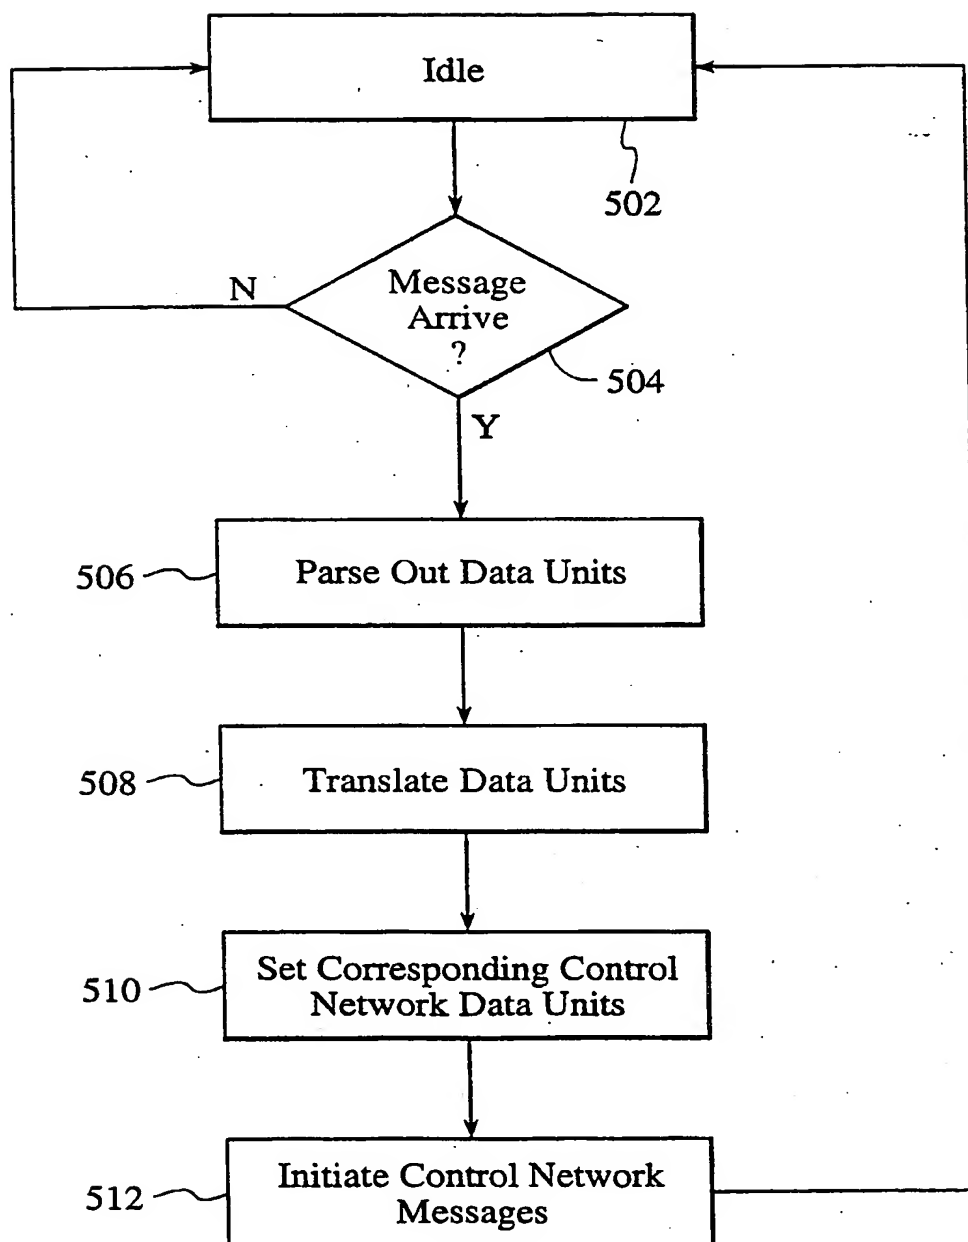 Idle
502
Message
Arrive
?
N
504
Y
506
Parse Out Data Units
508
Translate Data Units
510
Set Corresponding Control
Network Data Units
512
Initiate Control Network
Messages